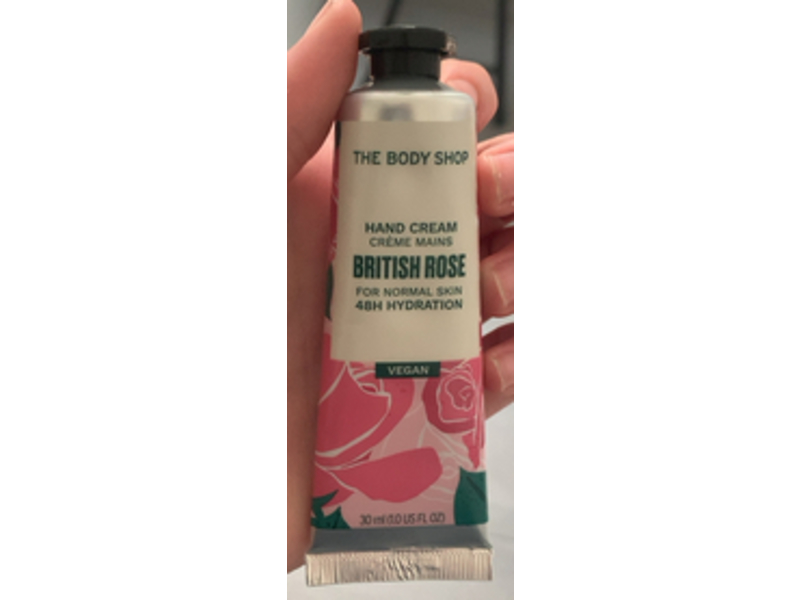 THE BODY SHOP
HAND CREAM
CRÈME MAINS
BRITISH ROSE
FOR NORMAL SKIN
48H HYDRATION
VEGAN
30 ml (1.0 US FL OZ)